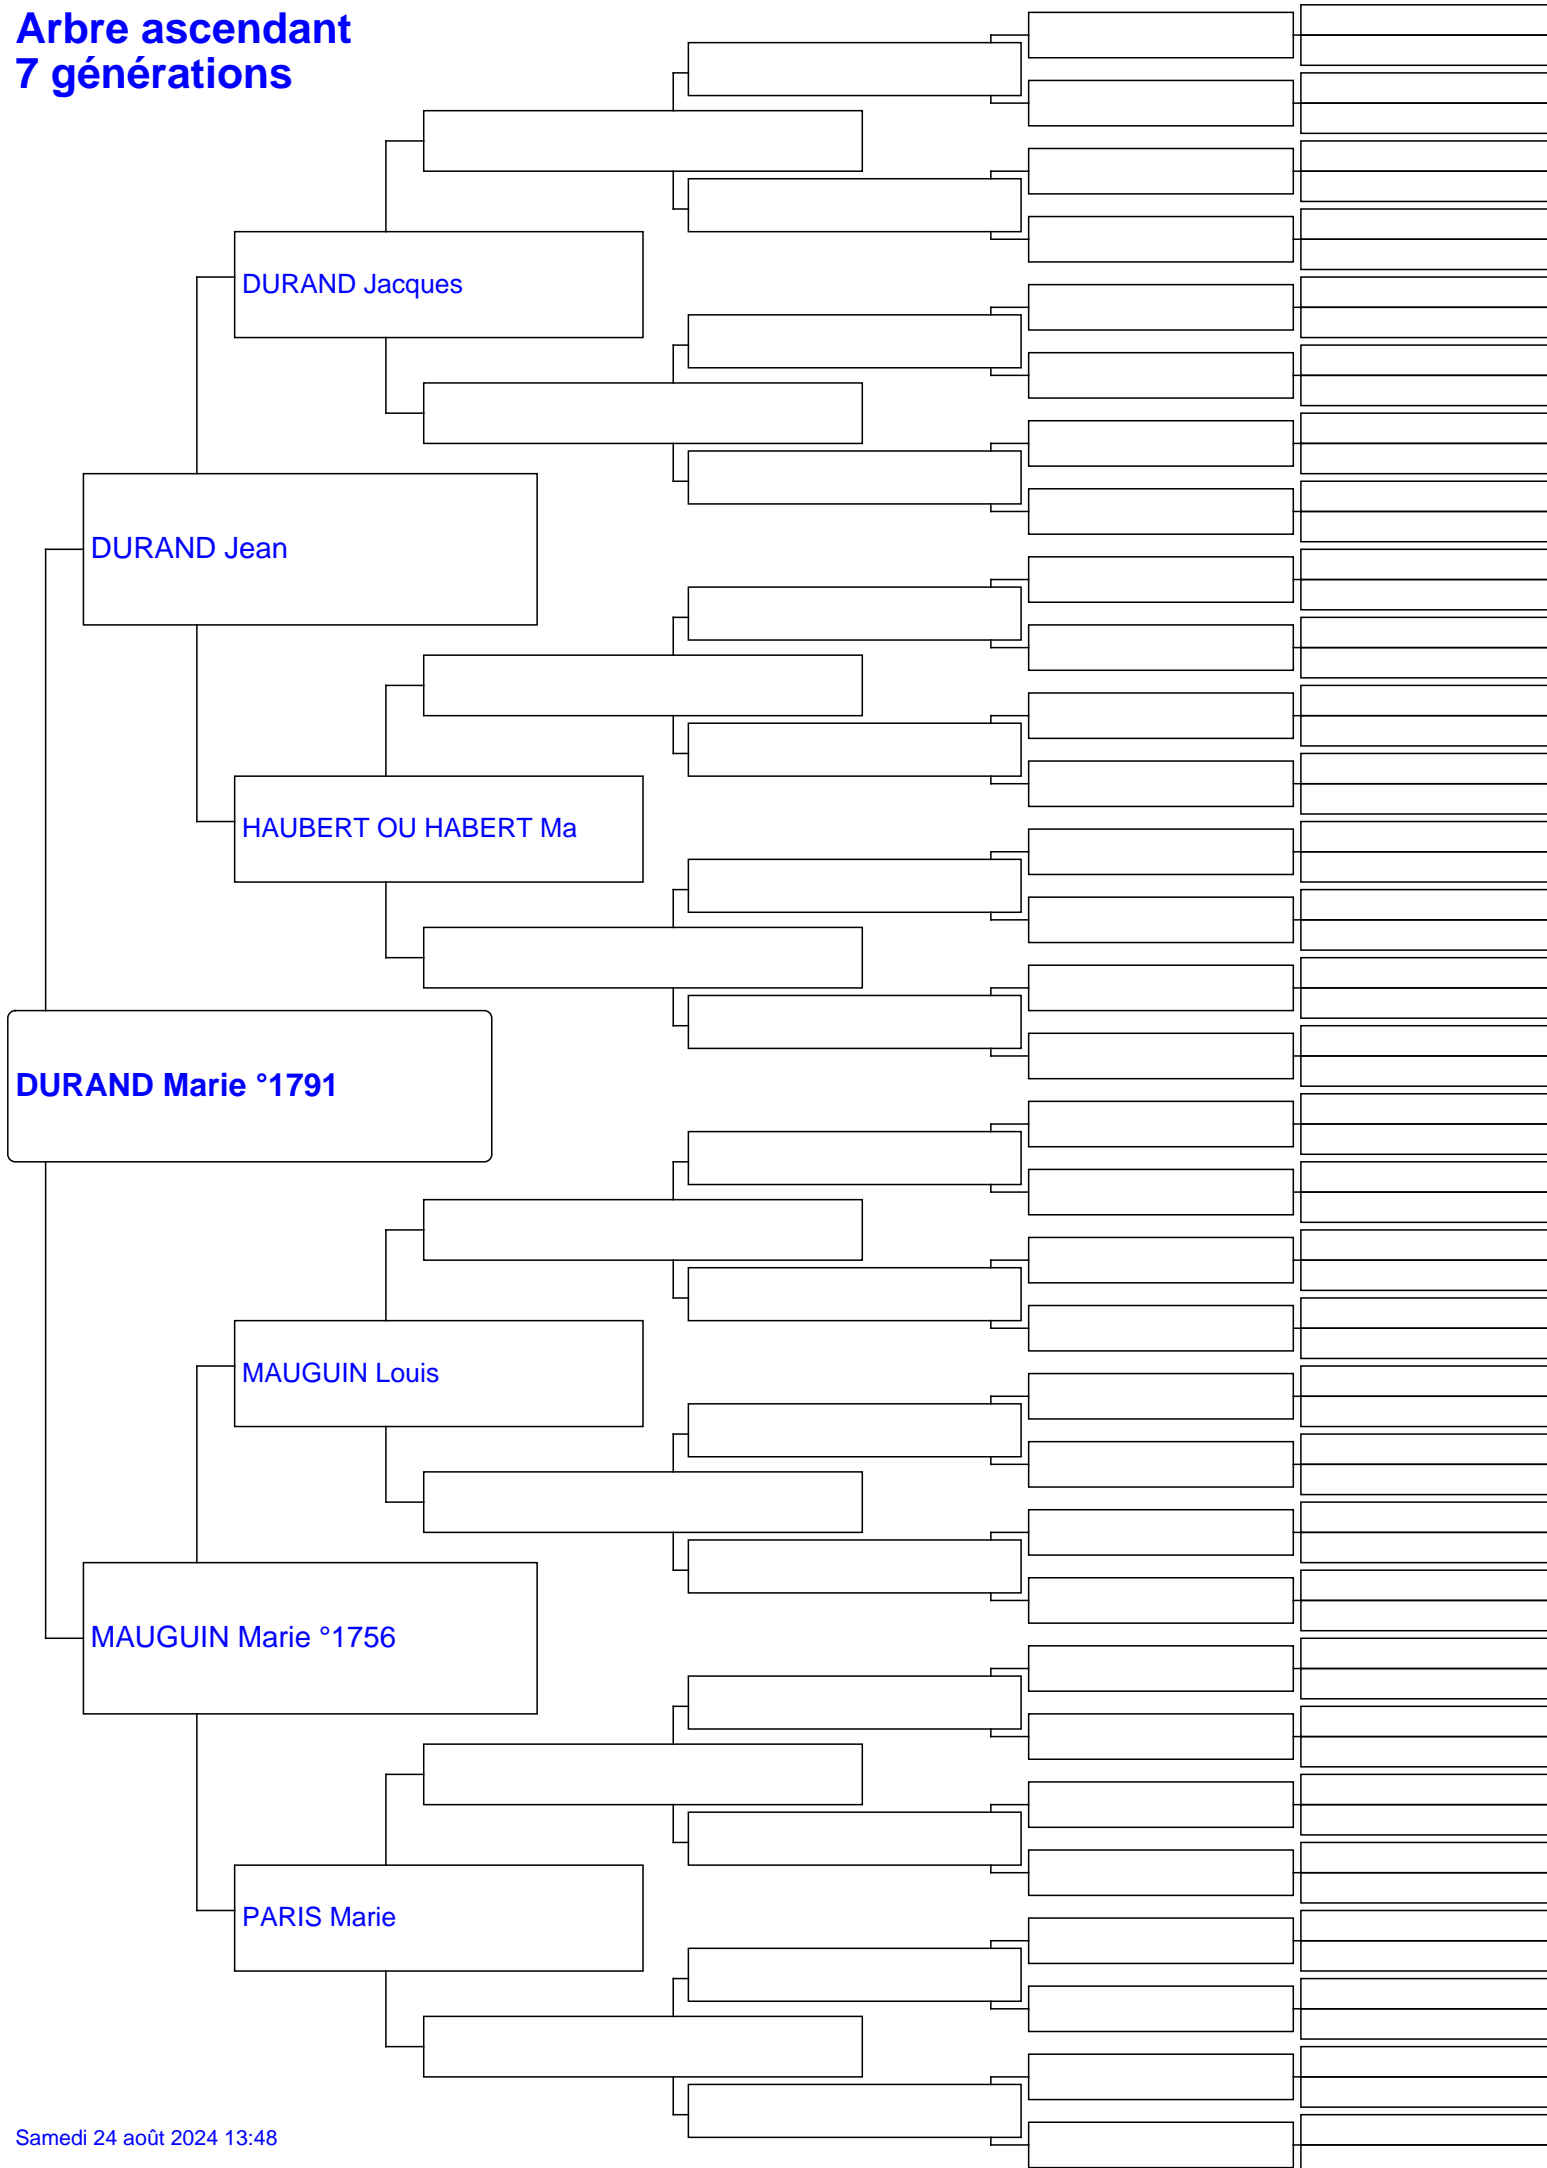 Arbre ascendant
7 générations
DURAND Jacques
DURAND Jean
HAUBERT OU HABERT Ma
DURAND Marie °1791
MAUGUIN Louis
MAUGUIN Marie °1756
PARIS Marie
Samedi 24 août 2024 13:48